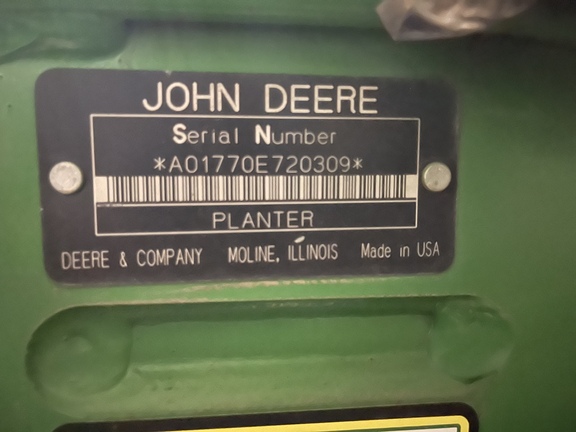 JOHN DEERE
Serial Number
*A01770E720309*
PLANTER
DEERE & COMPANY MOLINE, ILLINOIS Made in USA